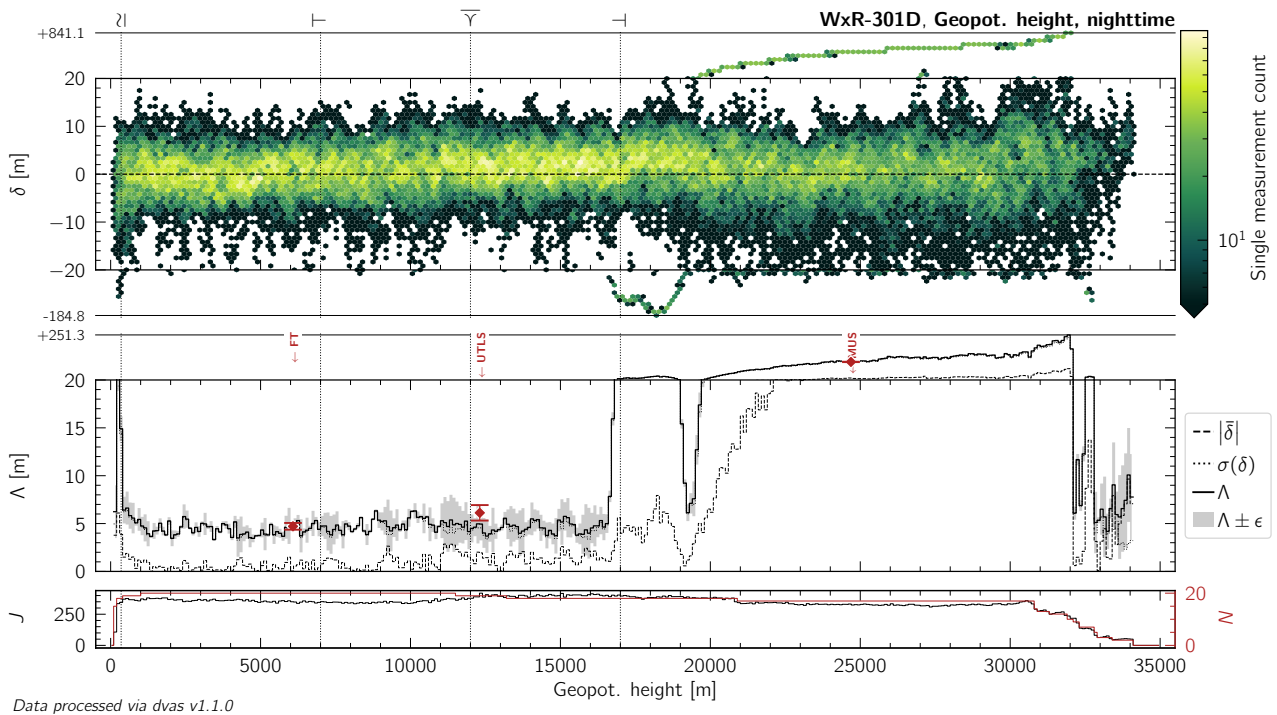 WxR-301D, Geopot. height, nighttime
+841.1
20
10
0
−10
−20
-184.8
δ [m]
Single measurement count
10¹
+251.3
FT
UTLS
MUS
20
15
10
5
0
Λ [m]
|δ̄|
σ(δ)
Λ
Λ ± ϵ
250
0
J
20
0
N
0 5000 10000 15000 20000 25000 30000 35000
Geopot. height [m]
Data processed via dvas v1.1.0